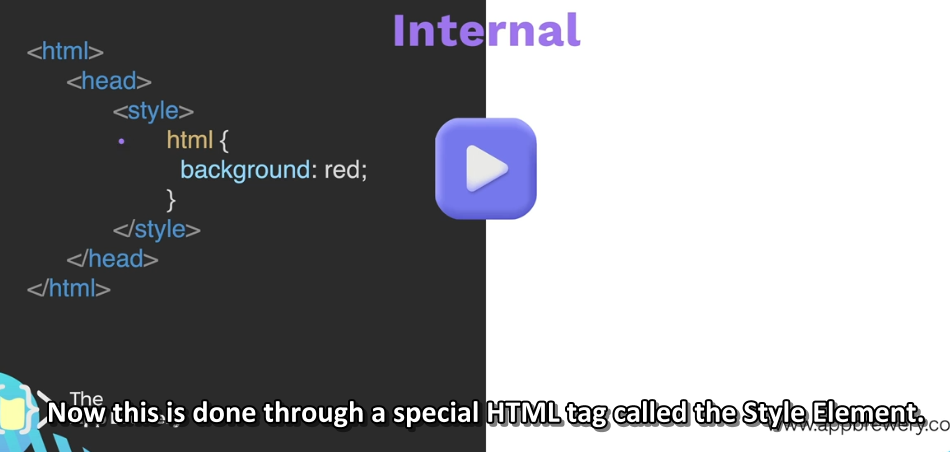 Internal
<html>
<head>
<style>
html {
background: red;
}
</style>
</head>
</html>
The
Now this is done through a special HTML tag called the Style Element.
www.appbrewery.co